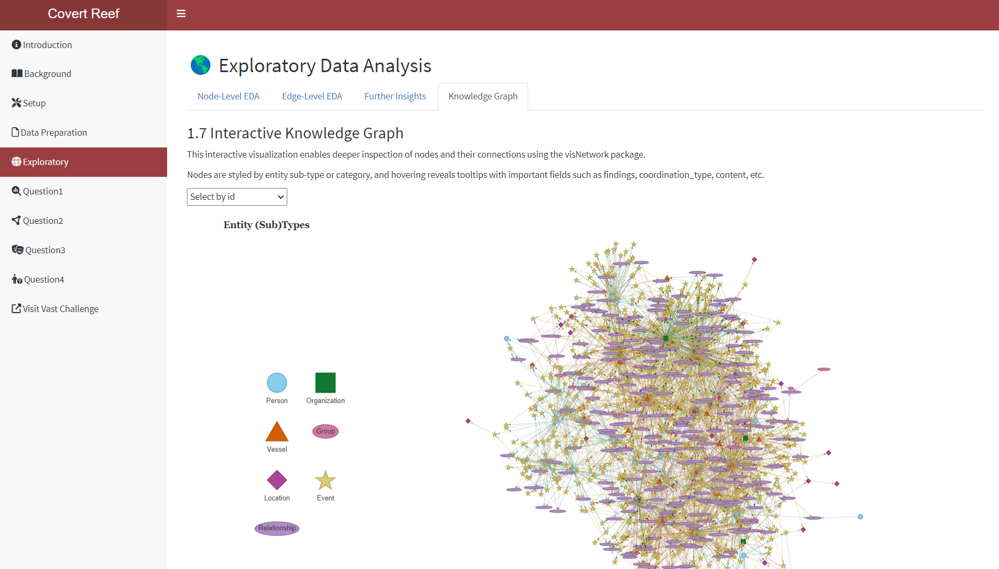 Covert Reef
Introduction
Background
Setup
Data Preparation
Exploratory
Question1
Question2
Question3
Question4
Visit Vast Challenge
Exploratory Data Analysis
Node-Level EDA
Edge-Level EDA
Further Insights
Knowledge Graph
1.7 Interactive Knowledge Graph
This interactive visualization enables deeper inspection of nodes and their connections using the visNetwork package.
Nodes are styled by entity sub-type or category, and hovering reveals tooltips with important fields such as findings, coordination_type, content, etc.
Select by id
Entity (Sub)Types
Person
Organization
Vessel
Group
Location
Event
Relationship